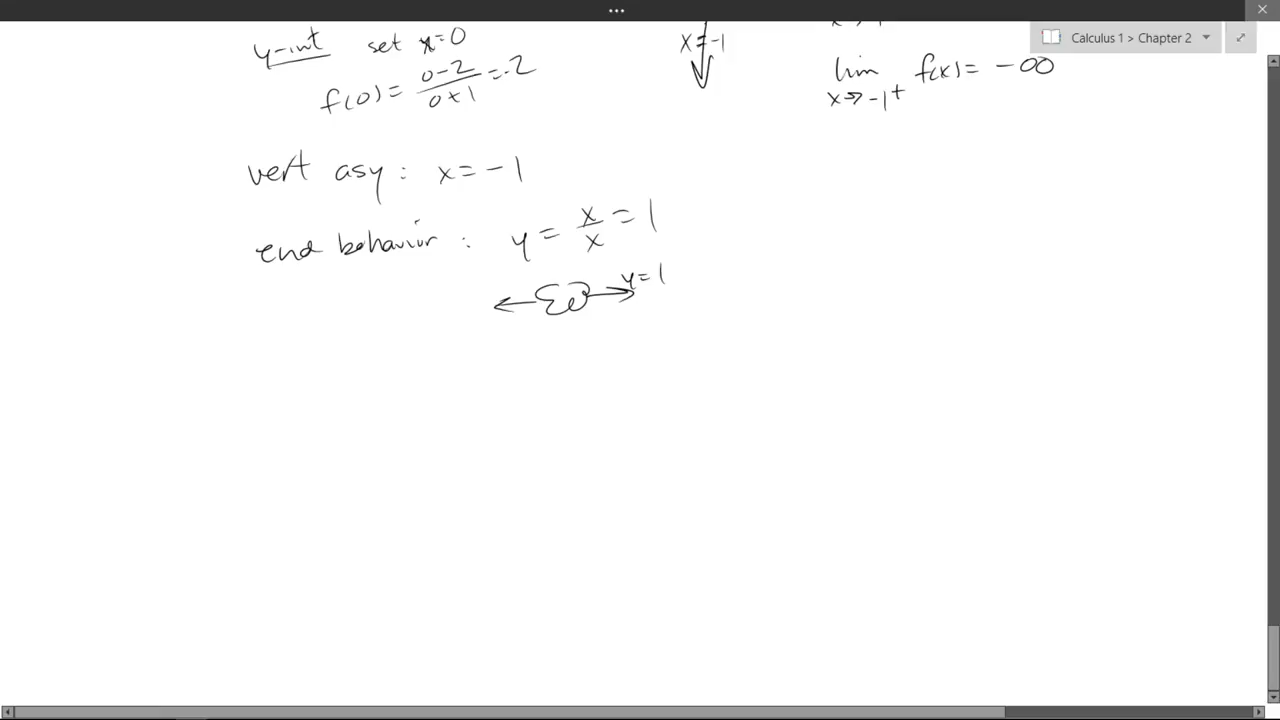 ...
Calculus 1 > Chapter 2
y-int set x=0
f(0) = 0-2 / 0+1 = -2
x=-1
lim x→-1+ f(x) = -∞
vert asy : x = -1
end behavior : y = x/x = 1
y=1